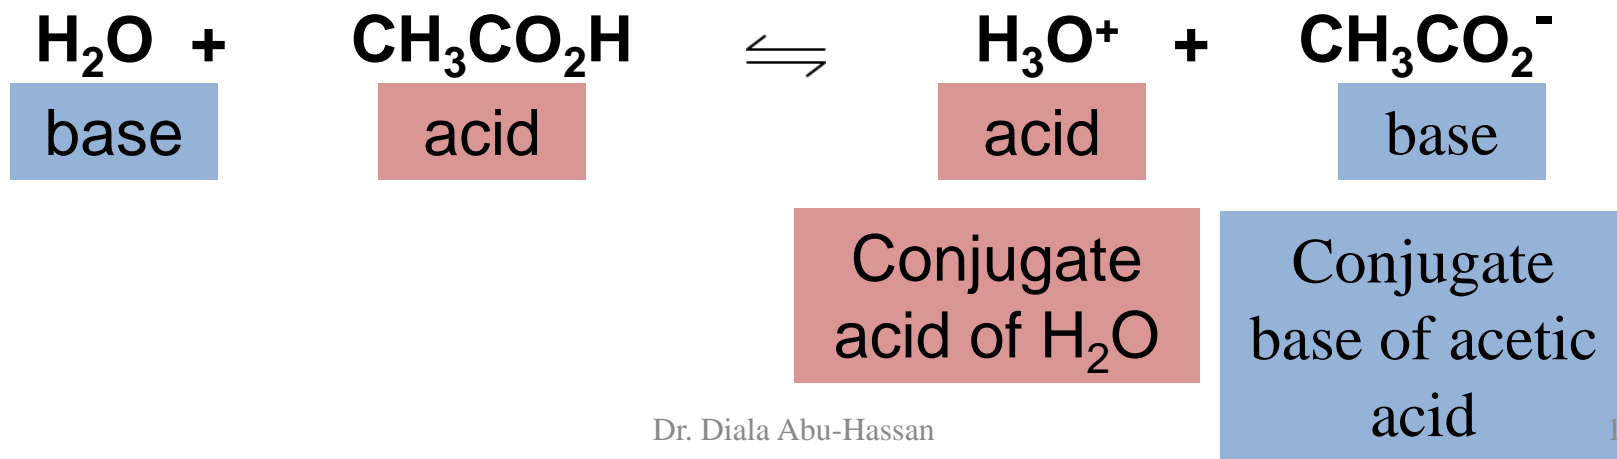 H₂O + CH₃CO₂H ⇌ H₃O⁺ + CH₃CO₂⁻
base acid acid base
Conjugate
acid of H₂O
Conjugate
base of acetic
acid
Dr. Diala Abu-Hassan